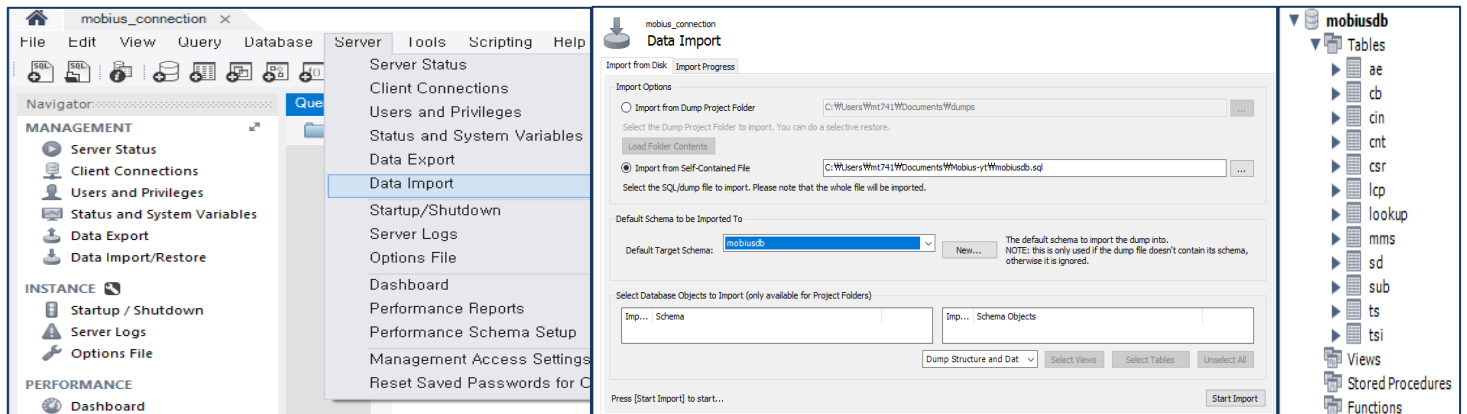 mobius_connection ×
File Edit View Query Database Server Tools Scripting Help
Navigator
Que
MANAGEMENT
Server Status
Client Connections
Users and Privileges
Status and System Variables
Data Export
Data Import/Restore
INSTANCE
Startup / Shutdown
Server Logs
Options File
PERFORMANCE
Dashboard
Server Status
Client Connections
Users and Privileges
Status and System Variables
Data Export
Data Import
Startup/Shutdown
Server Logs
Options File
Dashboard
Performance Reports
Performance Schema Setup
Management Access Settings
Reset Saved Passwords for C
mobius_connection
Data Import
Import from Disk Import Progress
Import Options
Import from Dump Project Folder C:₩Users₩mt741₩Documents₩dumps ...
Select the Dump Project Folder to import. You can do a selective restore.
Load Folder Contents
Import from Self-Contained File C:₩Users₩mt741₩Documents₩Mobius-yt₩mobiusdb.sql ...
Select the SQL/dump file to import. Please note that the whole file will be imported.
Default Schema to be Imported To
Default Target Schema: mobiusdb New...
The default schema to import the dump into.
NOTE: this is only used if the dump file doesn't contain its schema,
otherwise it is ignored.
Select Database Objects to Import (only available for Project Folders)
Imp... Schema Imp... Schema Objects
Dump Structure and Dat Select Views Select Tables Unselect All
Press [Start Import] to start... Start Import
mobiusdb
Tables
ae
cb
cin
cnt
csr
lcp
lookup
mms
sd
sub
ts
tsi
Views
Stored Procedures
Functions